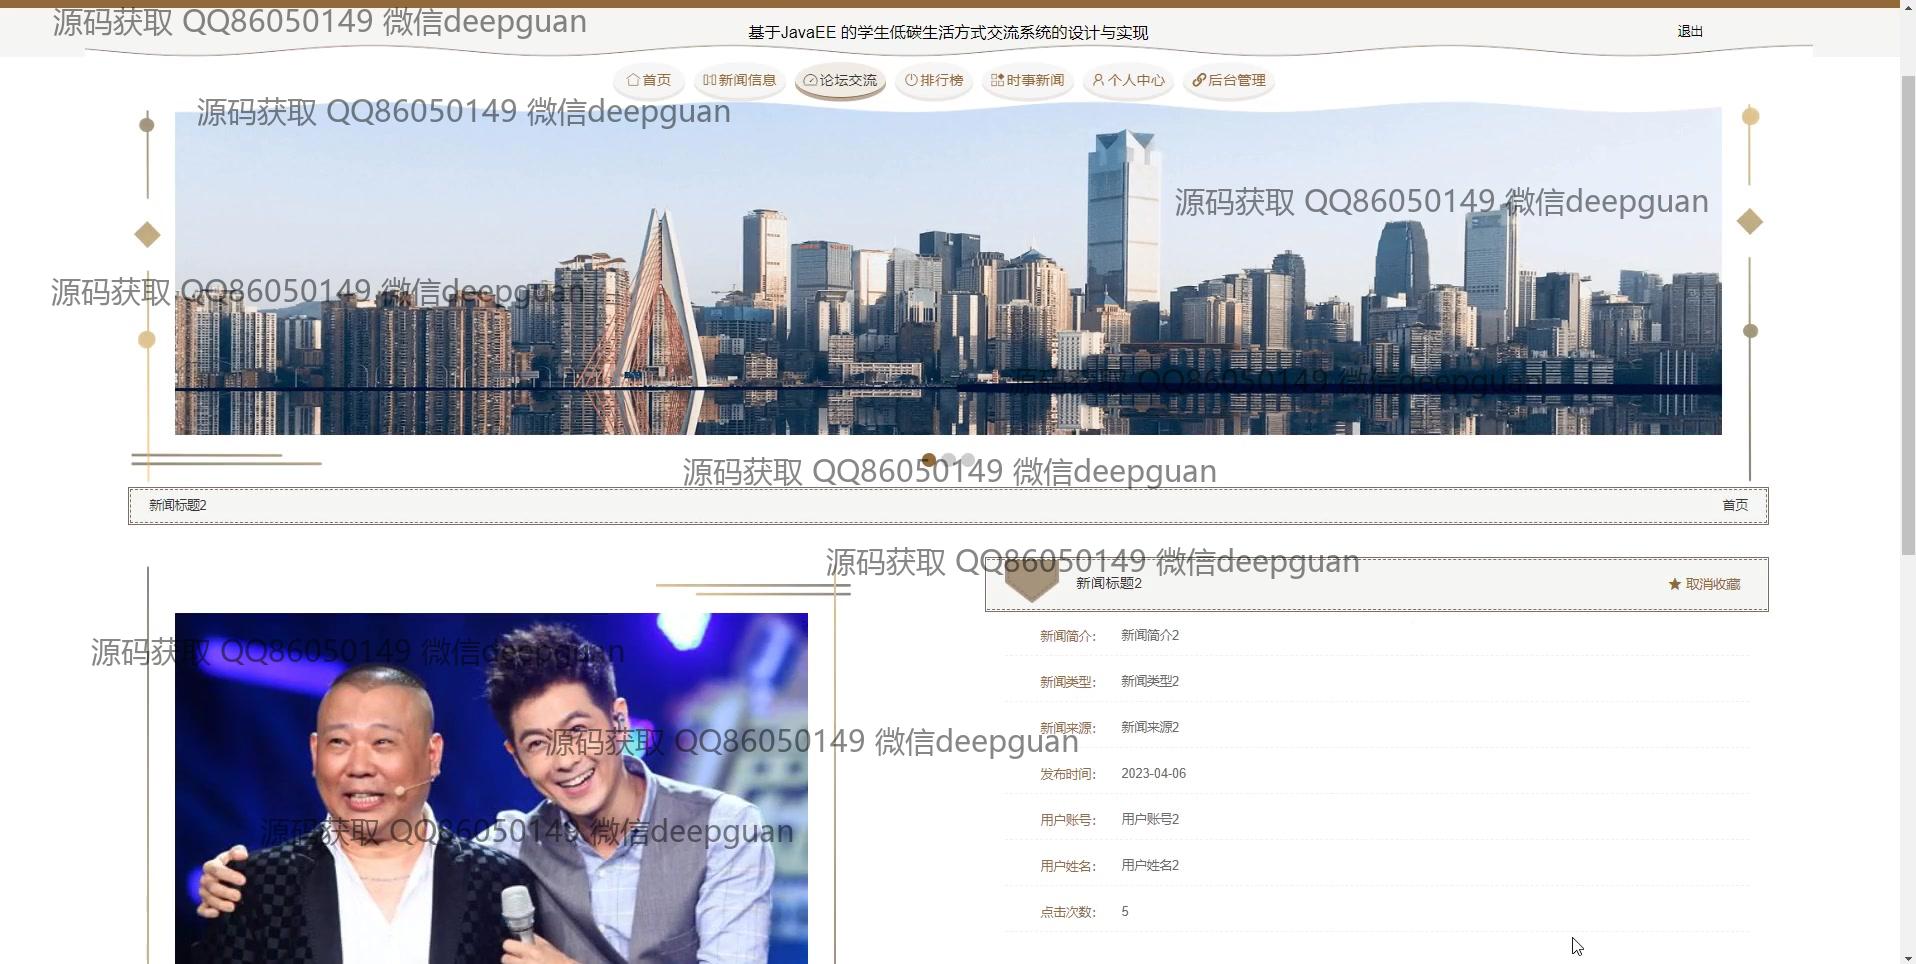 源码获取 QQ86050149 微信deepguan
基于JavaEE 的学生低碳生活方式交流系统的设计与实现
退出
首页 新闻信息 论坛交流 排行榜 时事新闻 个人中心 后台管理
源码获取 QQ86050149 微信deepguan
源码获取 QQ86050149 微信deepguan
源码获取 QQ86050149 微信deepguan
源码获取 QQ86050149 微信deepguan
源码获取 QQ86050149 微信deepguan
新闻标题2
首页
源码获取 QQ86050149 微信deepguan
新闻标题2
取消收藏
新闻简介： 新闻简介2
源码获取 QQ86050149 微信deepguan
新闻类型： 新闻类型2
新闻来源： 新闻来源2
源码获取 QQ86050149 微信deepguan
发布时间： 2023-04-06
用户账号： 用户账号2
源码获取 QQ86050149 微信deepguan
用户姓名： 用户姓名2
点击次数： 5